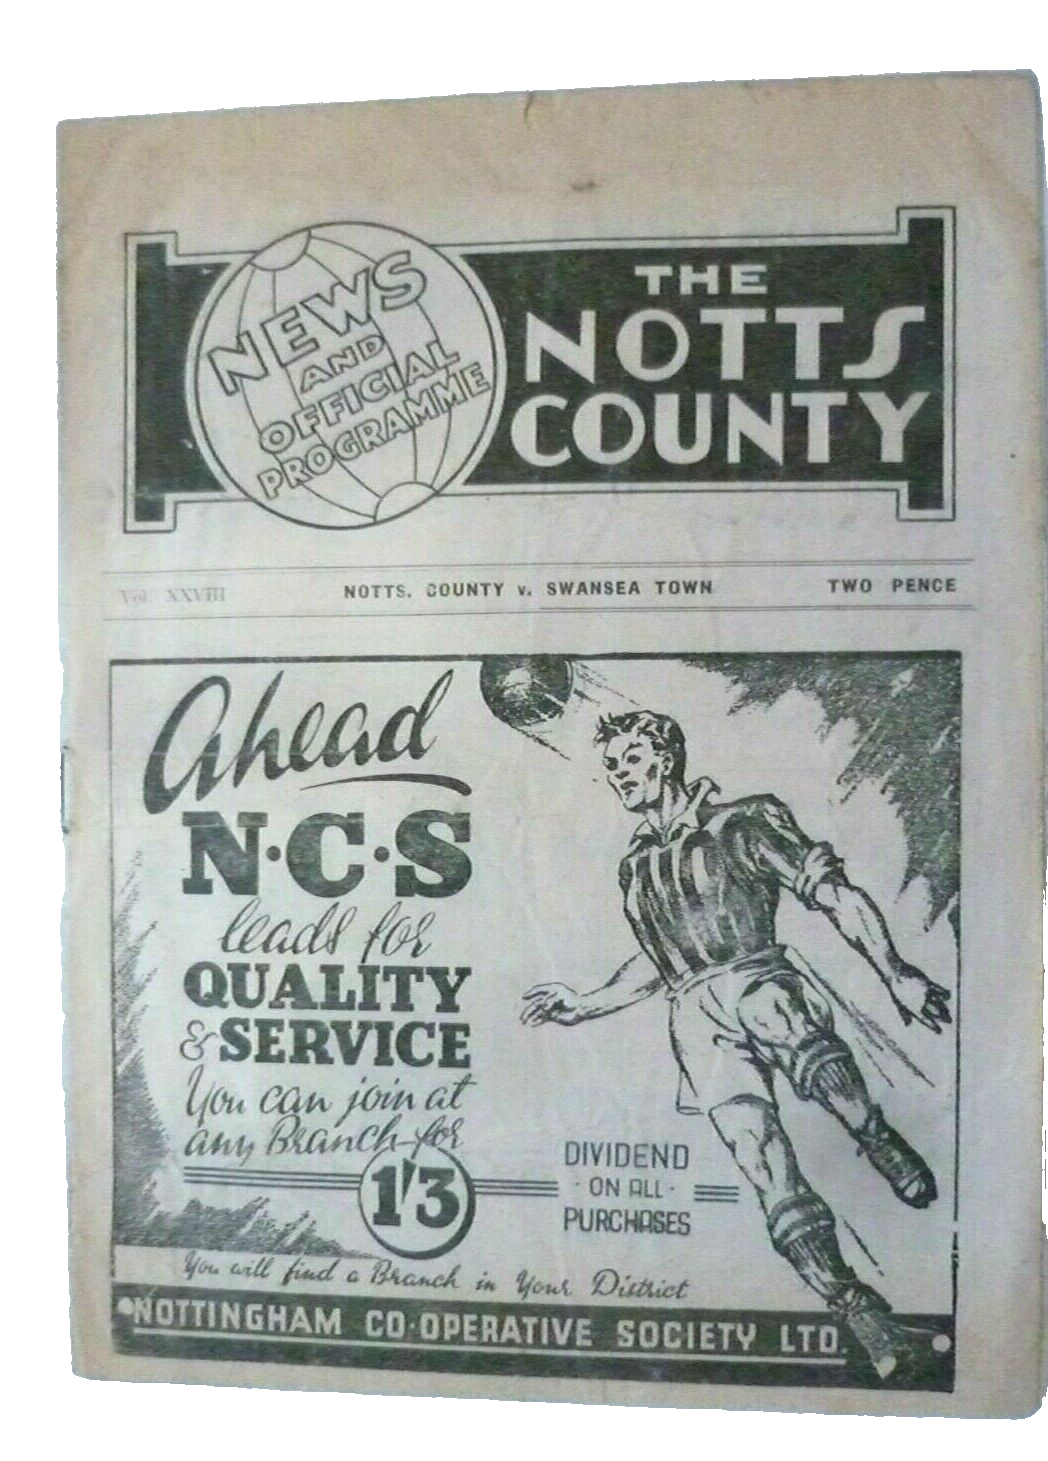 NEWS
AND
OFFICIAL
PROGRAMME
THE
NOTTS
COUNTY
Vol. XXVIII
NOTTS. COUNTY v. SWANSEA TOWN
TWO PENCE
Ahead
N·C·S
leads for
QUALITY
& SERVICE
You can join at
any Branch for
1'3
DIVIDEND
· ON ALL ·
PURCHASES
You will find a Branch in Your District
NOTTINGHAM CO-OPERATIVE SOCIETY LTD.